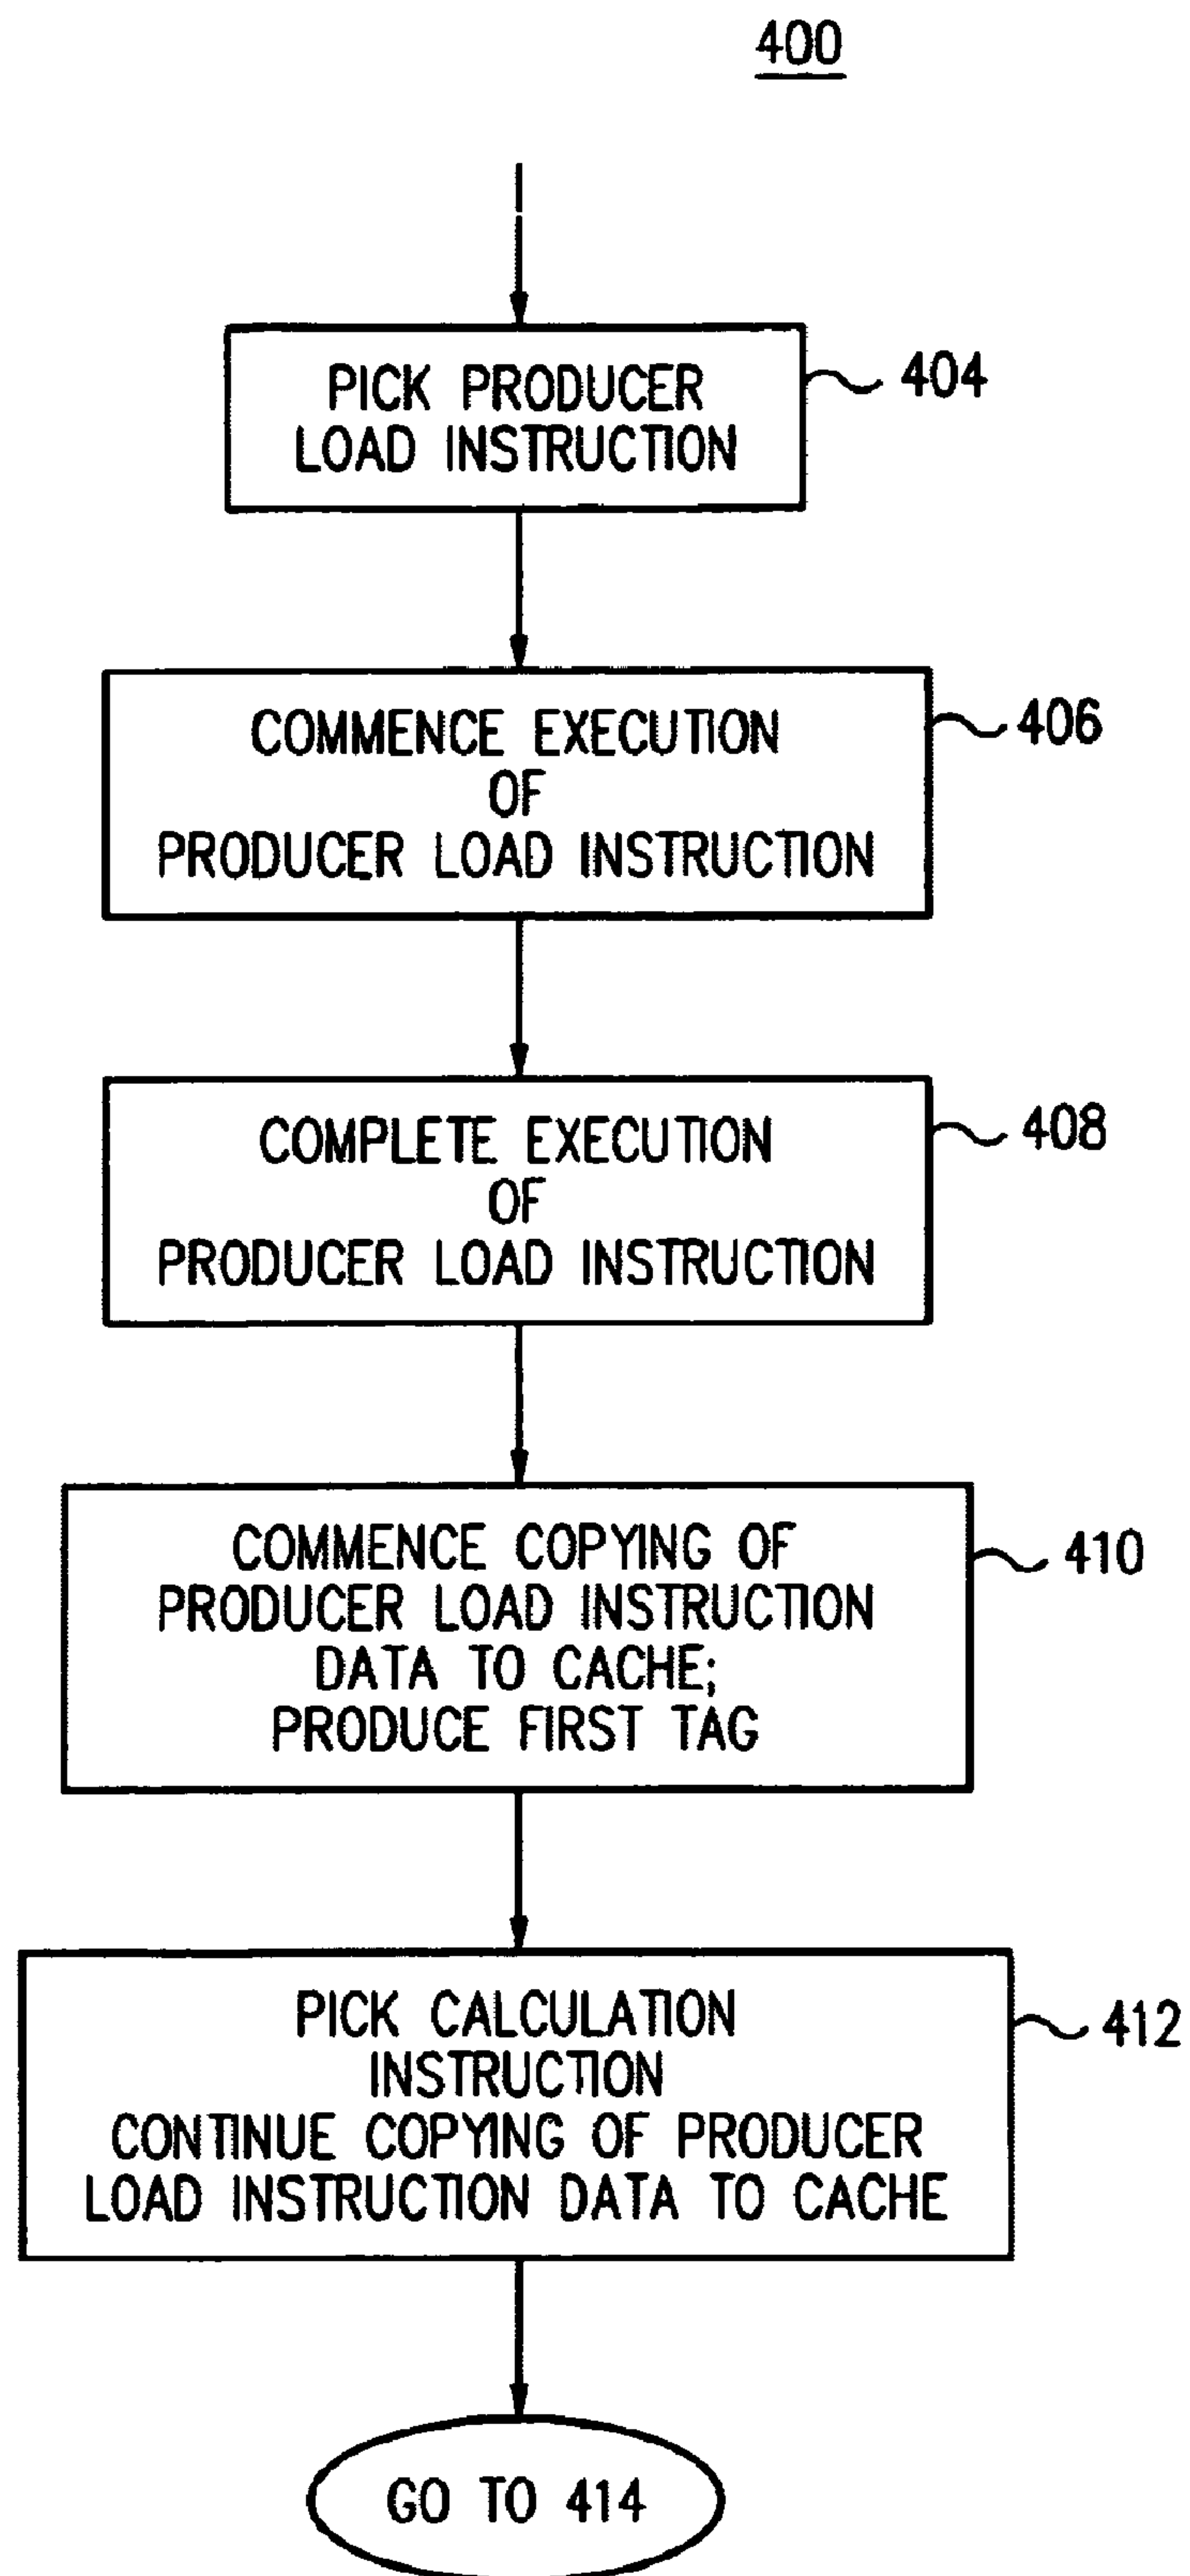 400
PICK PRODUCER
LOAD INSTRUCTION
404
COMMENCE EXECUTION
OF
PRODUCER LOAD INSTRUCTION
406
COMPLETE EXECUTION
OF
PRODUCER LOAD INSTRUCTION
408
COMMENCE COPYING OF
PRODUCER LOAD INSTRUCTION
DATA TO CACHE;
PRODUCE FIRST TAG
410
PICK CALCULATION
INSTRUCTION
CONTINUE COPYING OF PRODUCER
LOAD INSTRUCTION DATA TO CACHE
412
GO TO 414